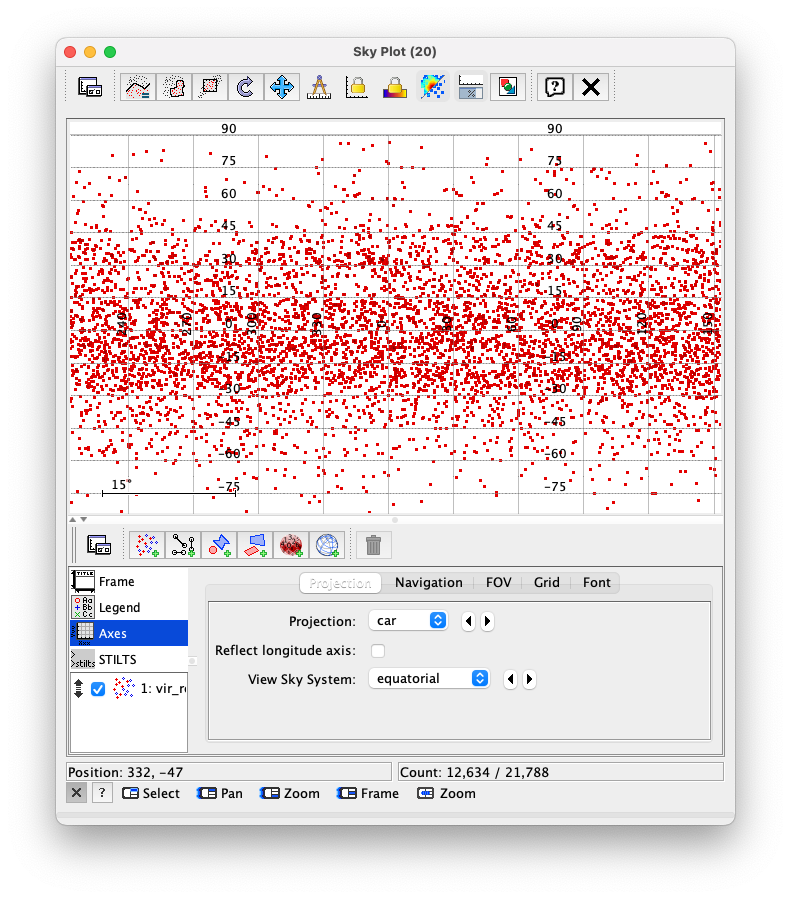 Sky Plot (20)
90 90
75 75
60 60
45 45
30 30
15 15
0 0
-15 -15
-30 -30
-45 -45
-60 -60
15° -75 -75
Frame
Legend
Axes
STILTS
1: vir_r
Projection Navigation FOV Grid Font
Projection: car
Reflect longitude axis:
View Sky System: equatorial
Position: 332, -47 Count: 12,634 / 21,788
Select Pan Zoom Frame Zoom